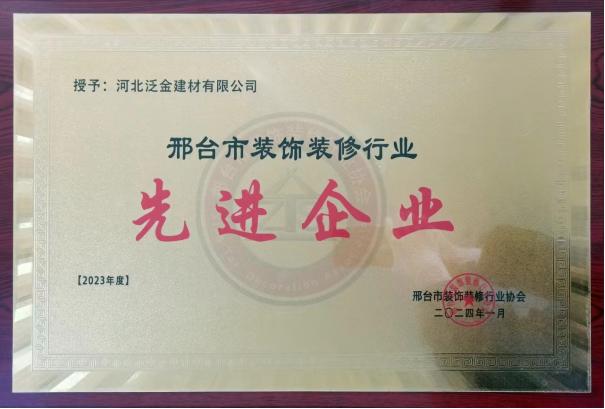 授予：河北泛金建材有限公司
邢台市装饰装修行业
先进企业
【2023年度】
邢台市装饰装修行业协会
二〇二四年一月